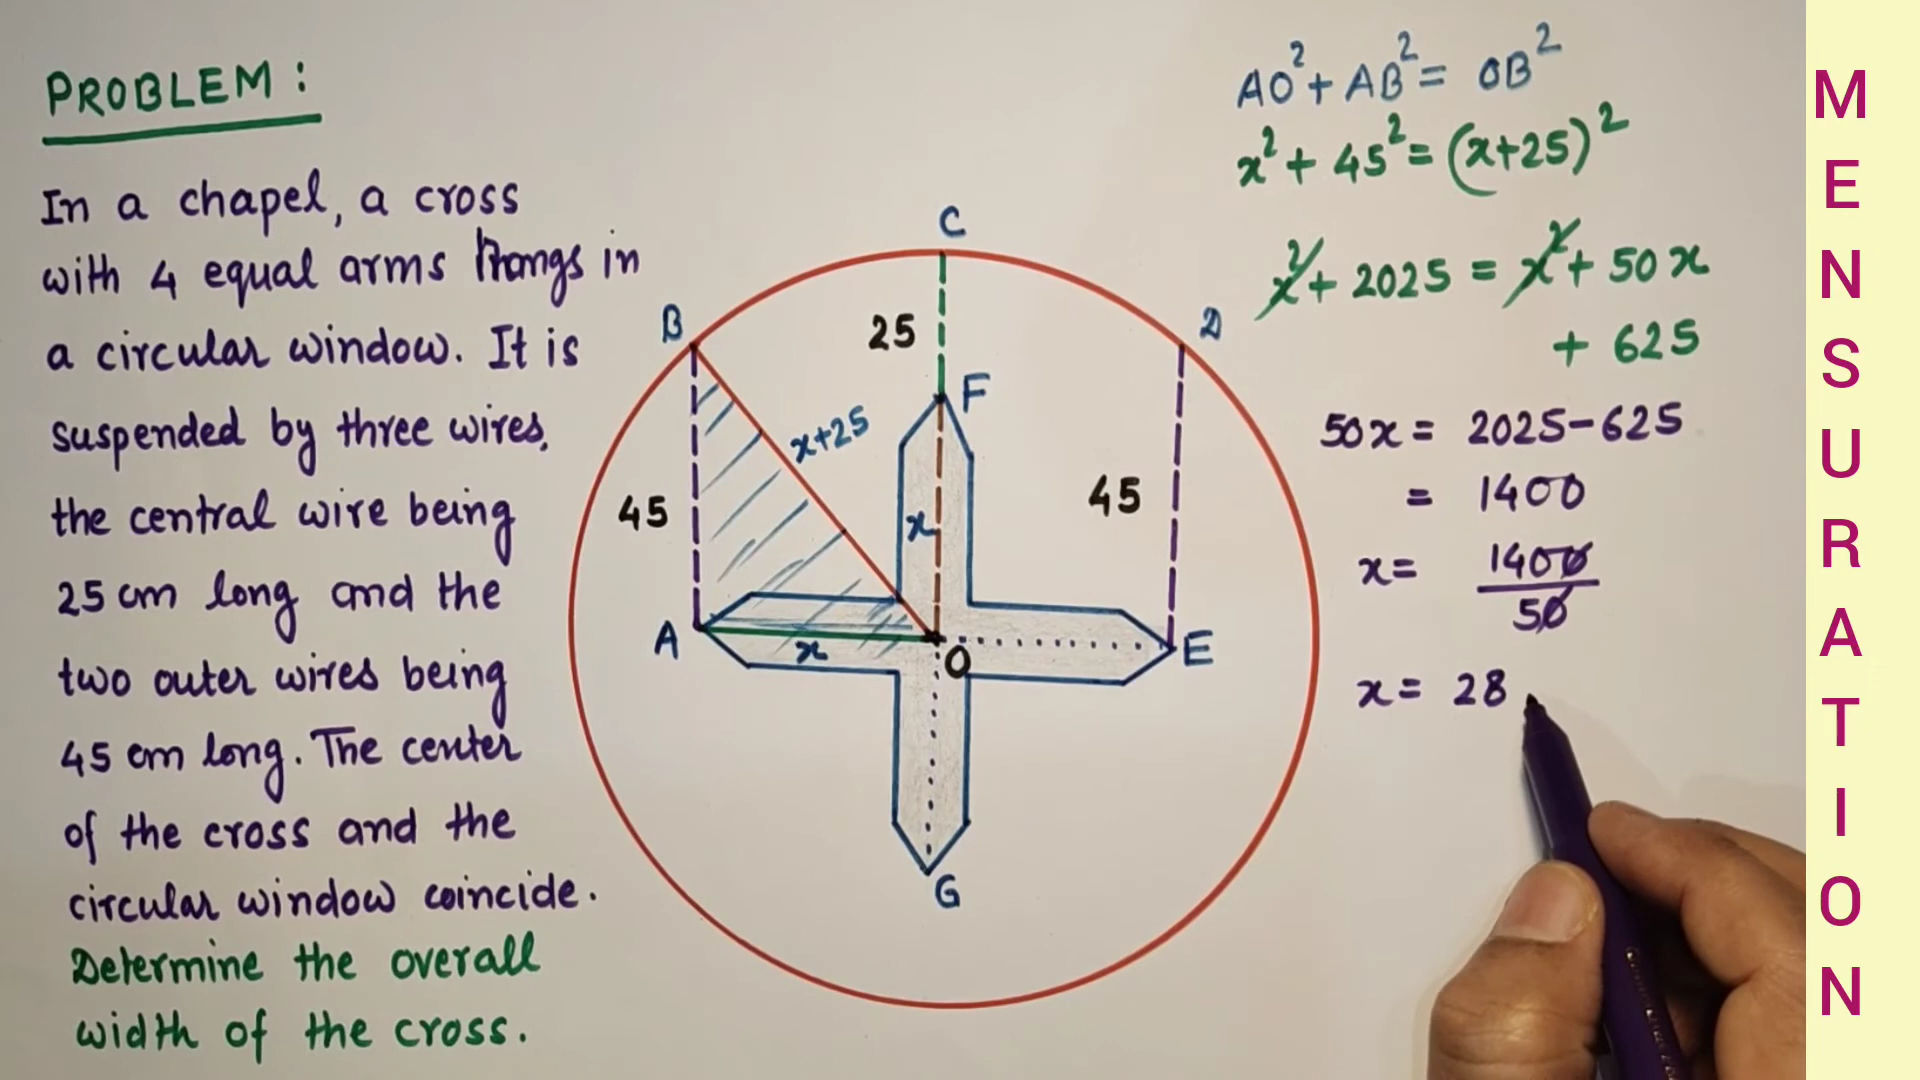 PROBLEM :
In a chapel, a cross
with 4 equal arms hangs in
a circular window. It is
suspended by three wires,
the central wire being
25 cm long and the
two outer wires being
45 cm long. The center
of the cross and the
circular window coincide.
Determine the overall
width of the cross.
C
B
D
25
F
x+25
45
45
x
A
x
O
E
G
AO² + AB² = OB²
x² + 45² = (x+25)²
x² + 2025 = x² + 50x
+ 625
50x = 2025-625
= 1400
x = 1400
50
x = 28
MENSURATION